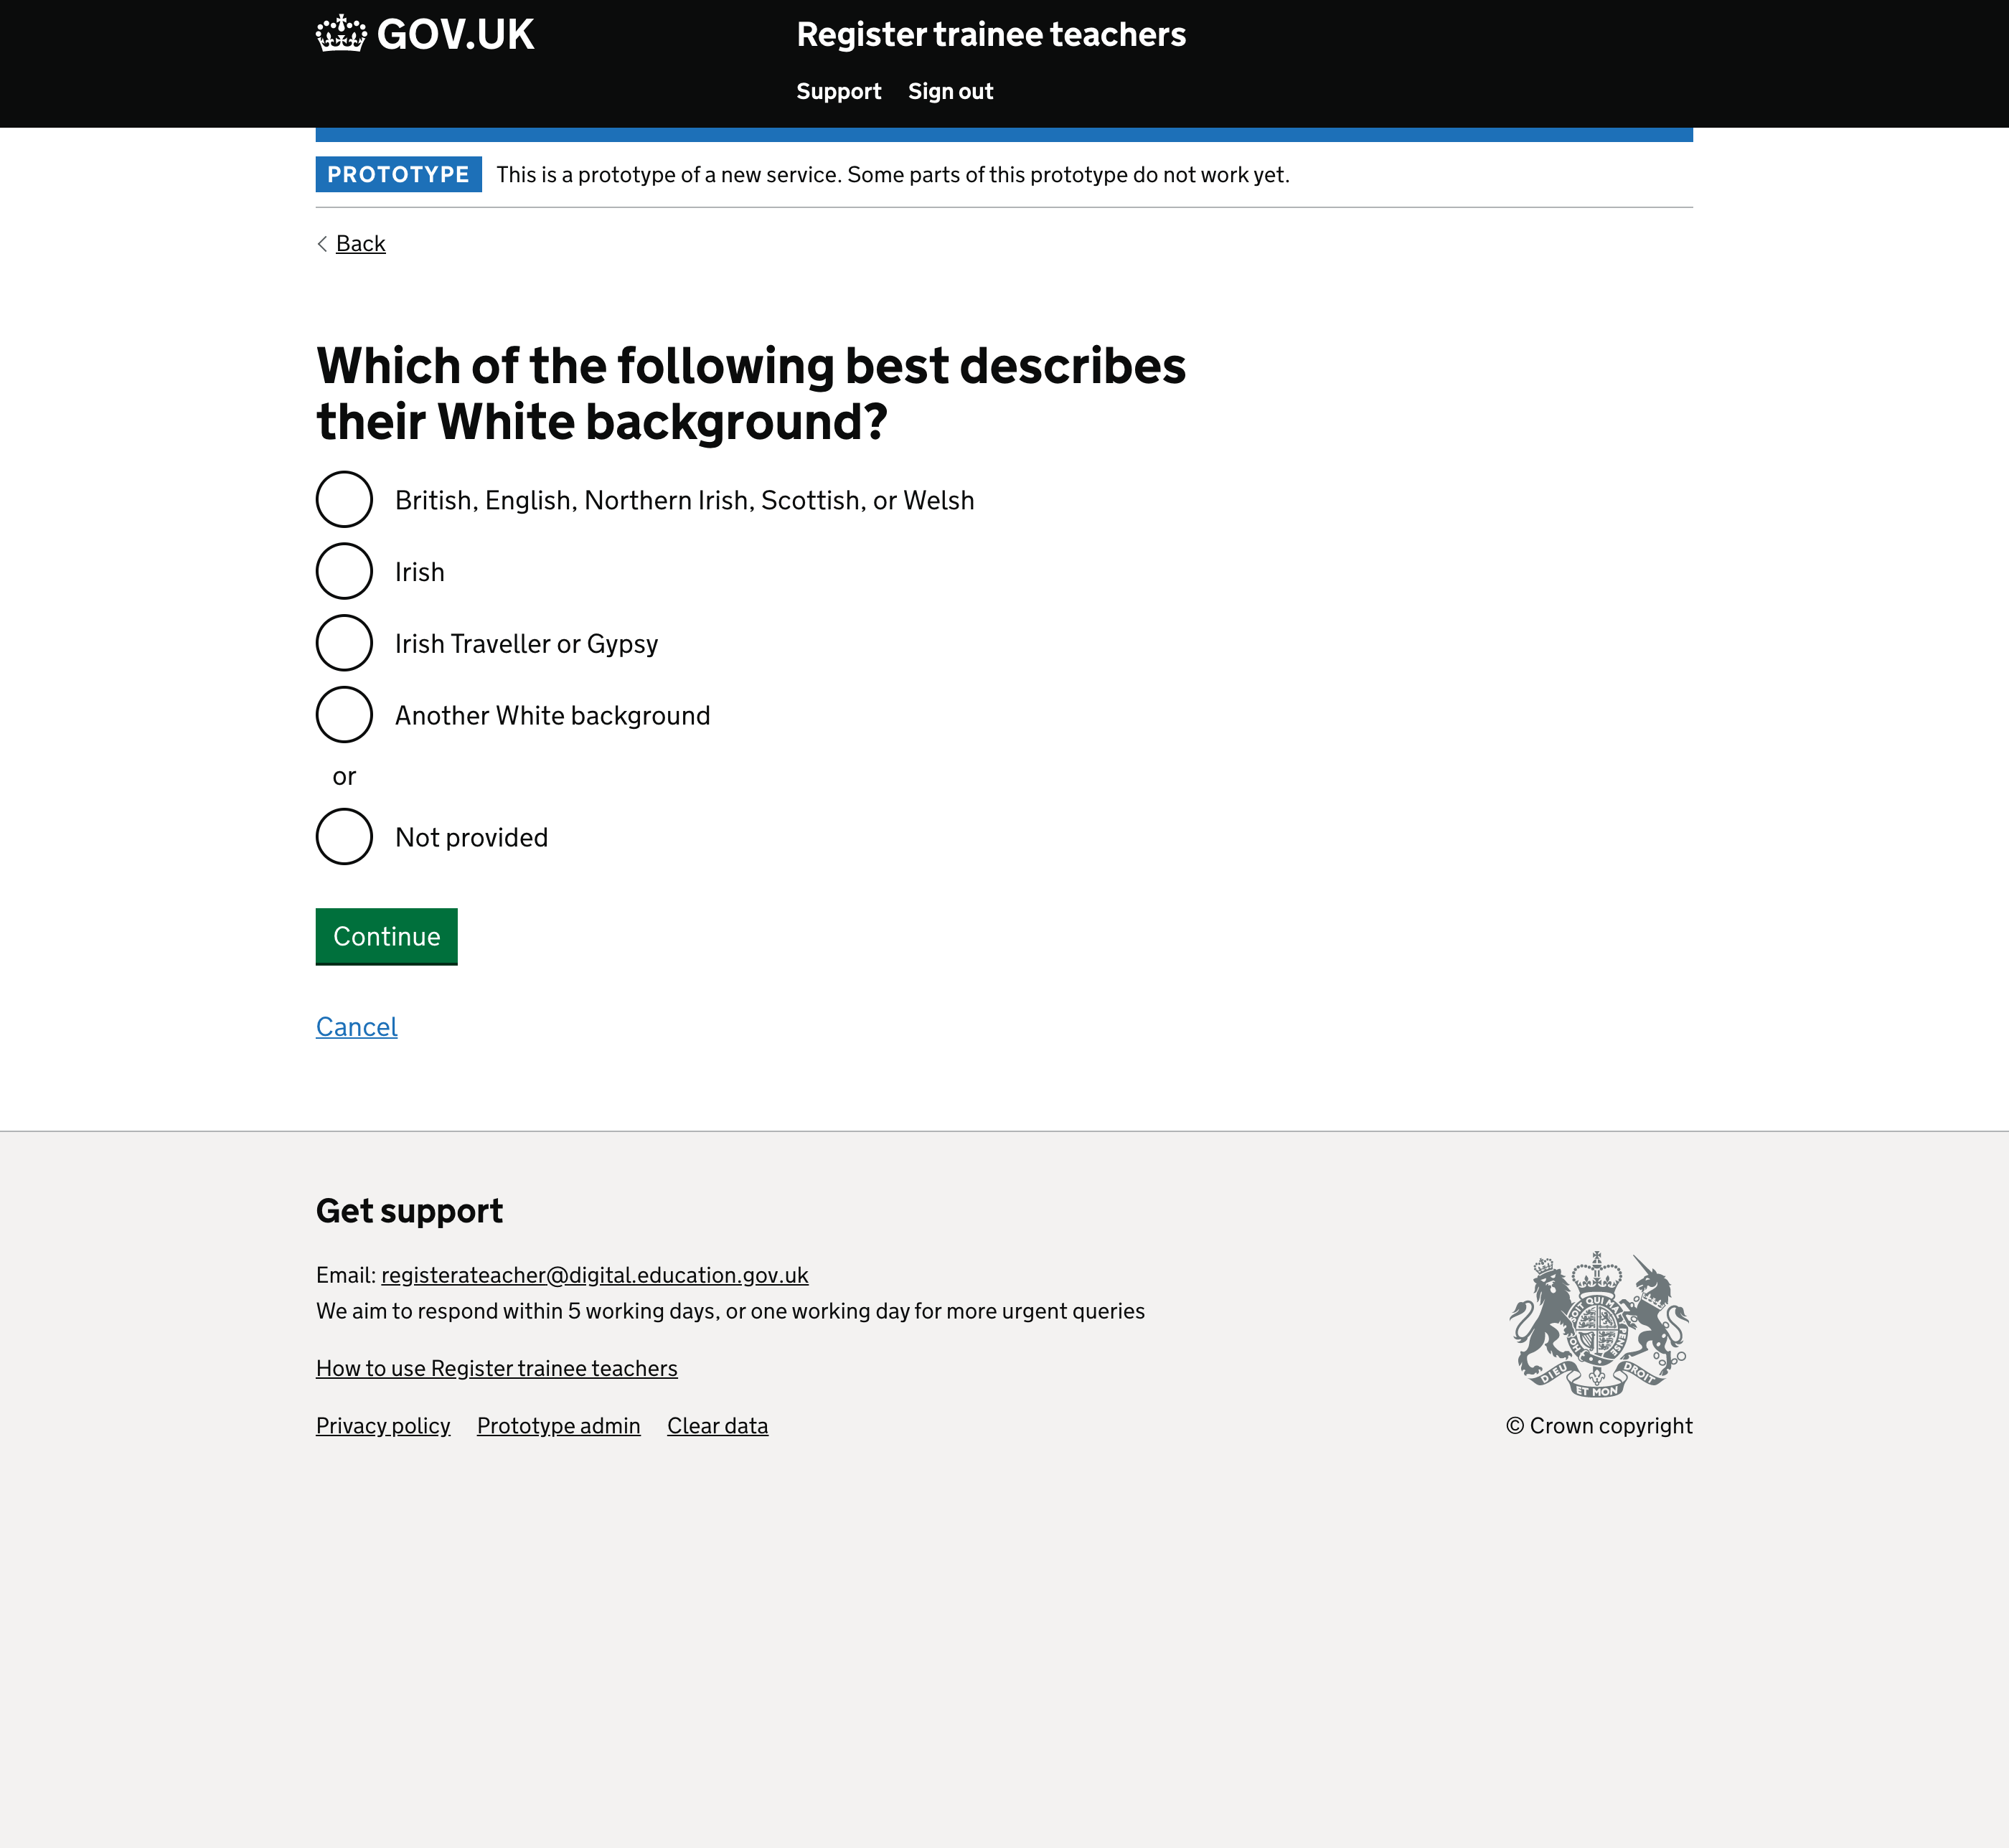 GOV.UK
Register trainee teachers
Support Sign out
PROTOTYPE This is a prototype of a new service. Some parts of this prototype do not work yet.
Back
Which of the following best describes
their White background?
British, English, Northern Irish, Scottish, or Welsh
Irish
Irish Traveller or Gypsy
Another White background
or
Not provided
Continue
Cancel
Get support
Email: registerateacher@digital.education.gov.uk
We aim to respond within 5 working days, or one working day for more urgent queries
How to use Register trainee teachers
DIEU ET MON DROIT
Privacy policy Prototype admin Clear data
© Crown copyright